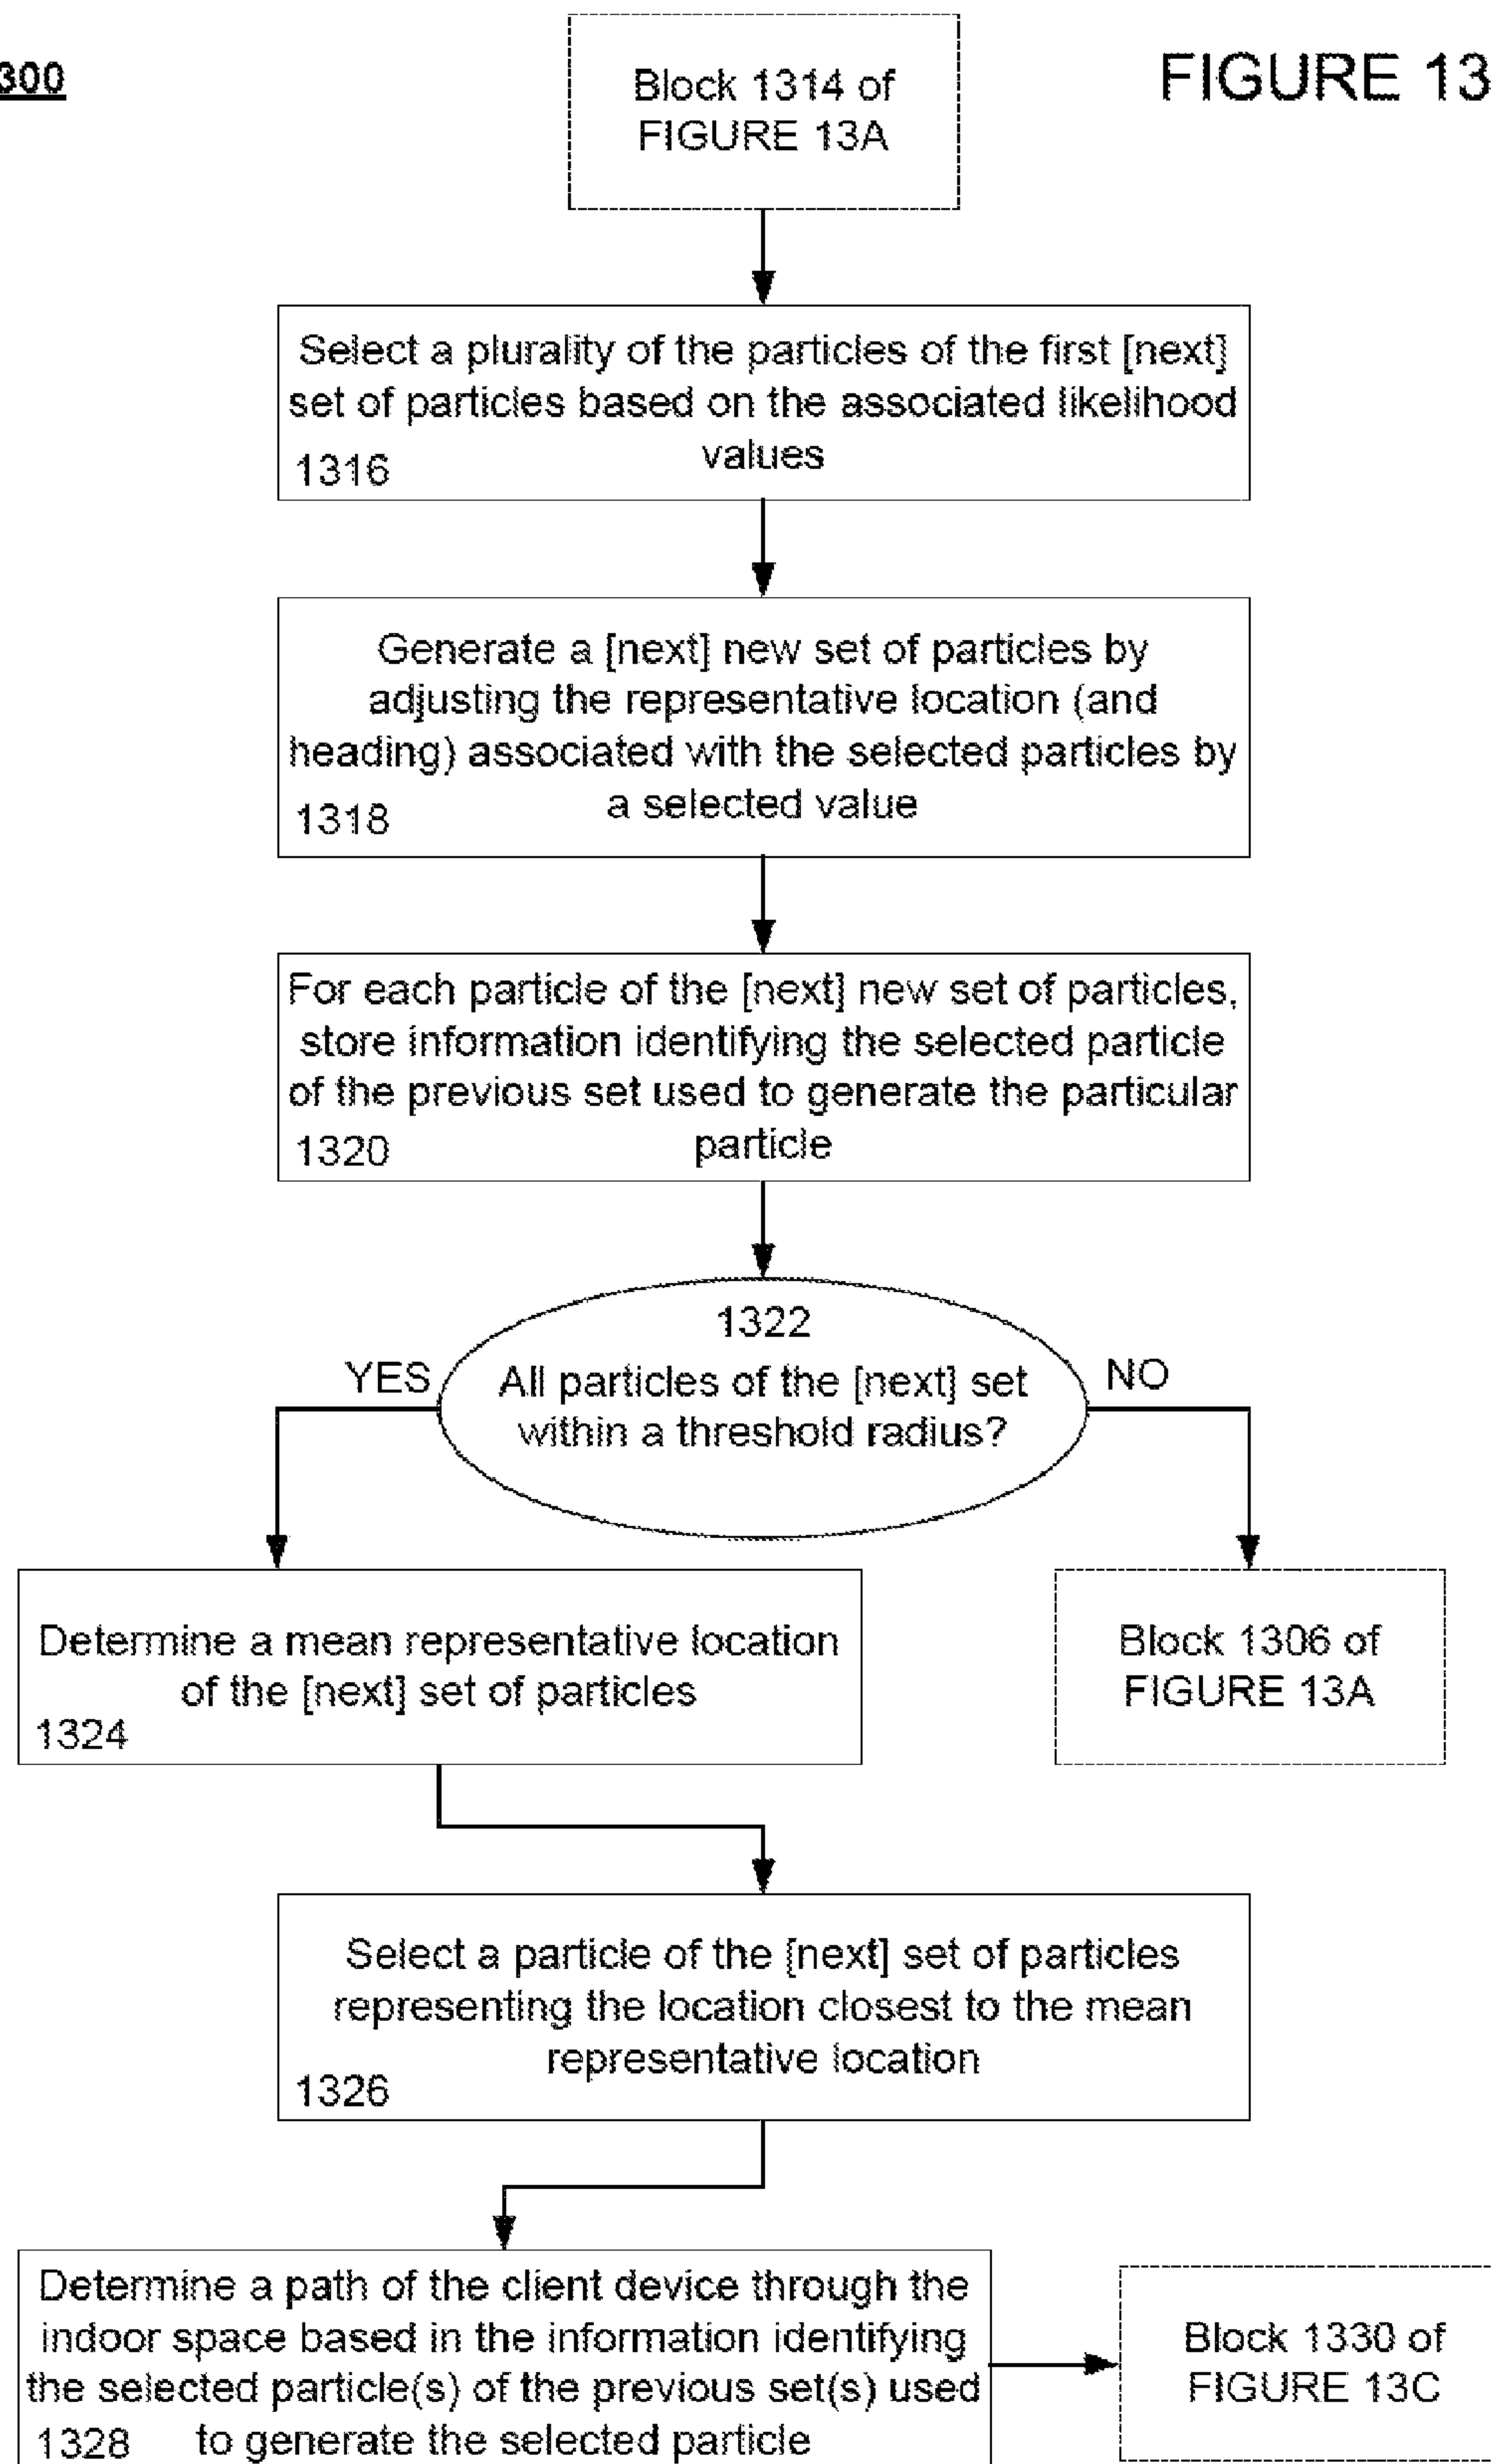 300
FIGURE 13
Block 1314 of
FIGURE 13A
Select a plurality of the particles of the first [next]
set of particles based on the associated likelihood
values
1316
Generate a [next] new set of particles by
adjusting the representative location (and
heading) associated with the selected particles by
a selected value
1318
For each particle of the [next] new set of particles,
store information identifying the selected particle
of the previous set used to generate the particular
particle
1320
1322
All particles of the [next] set
within a threshold radius?
YES
NO
Determine a mean representative location
of the [next] set of particles
1324
Block 1306 of
FIGURE 13A
Select a particle of the [next] set of particles
representing the location closest to the mean
representative location
1326
Determine a path of the client device through the
indoor space based in the information identifying
the selected particle(s) of the previous set(s) used
1328 to generate the selected particle
Block 1330 of
FIGURE 13C